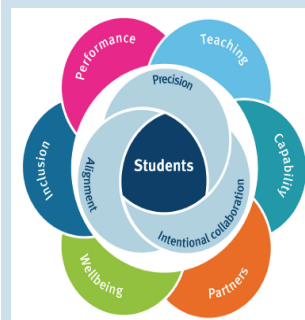 Performance
Teaching
Precision
Inclusion
Alignment
Students
Capability
Intentional collaboration
Wellbeing
Partners